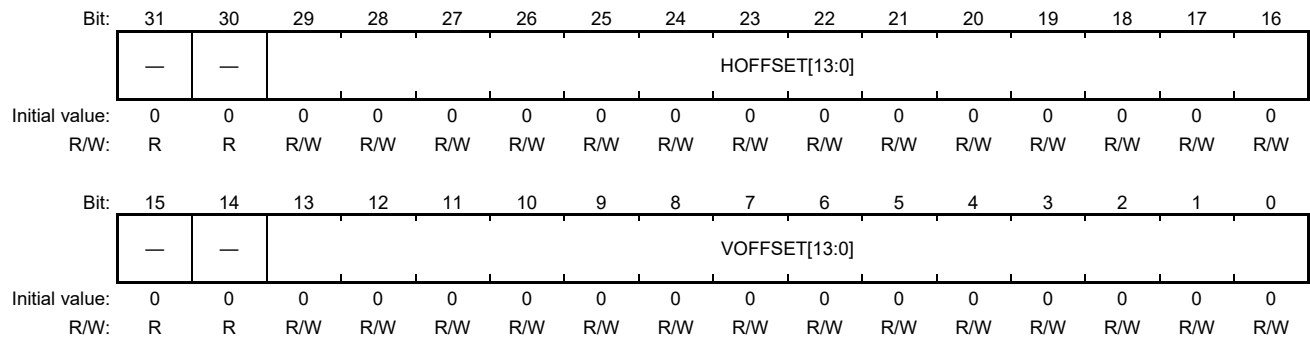 Bit: 31 30 29 28 27 26 25 24 23 22 21 20 19 18 17 16
— — HOFFSET[13:0]
Initial value: 0 0 0 0 0 0 0 0 0 0 0 0 0 0 0 0
R/W: R R R/W R/W R/W R/W R/W R/W R/W R/W R/W R/W R/W R/W R/W R/W
Bit: 15 14 13 12 11 10 9 8 7 6 5 4 3 2 1 0
— — VOFFSET[13:0]
Initial value: 0 0 0 0 0 0 0 0 0 0 0 0 0 0 0 0
R/W: R R R/W R/W R/W R/W R/W R/W R/W R/W R/W R/W R/W R/W R/W R/W